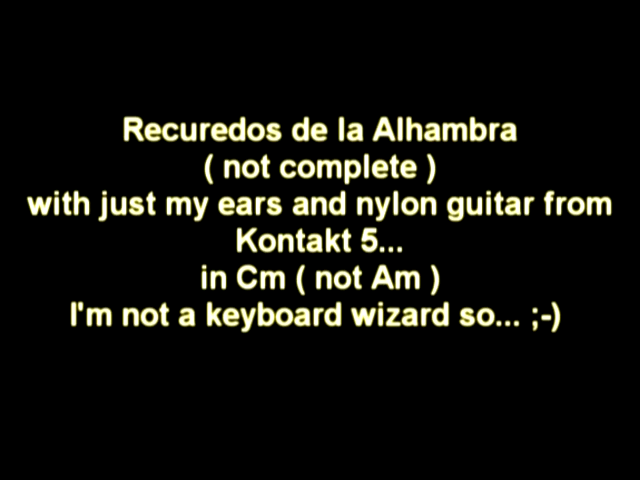 Recuredos de la Alhambra
( not complete )
with just my ears and nylon guitar from
Kontakt 5...
in Cm ( not Am )
I'm not a keyboard wizard so... ;-)